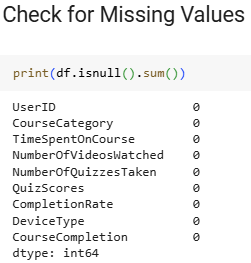 Check for Missing Values
print(df.isnull().sum())
UserID 0
CourseCategory 0
TimeSpentOnCourse 0
NumberOfVideosWatched 0
NumberOfQuizzesTaken 0
QuizScores 0
CompletionRate 0
DeviceType 0
CourseCompletion 0
dtype: int64